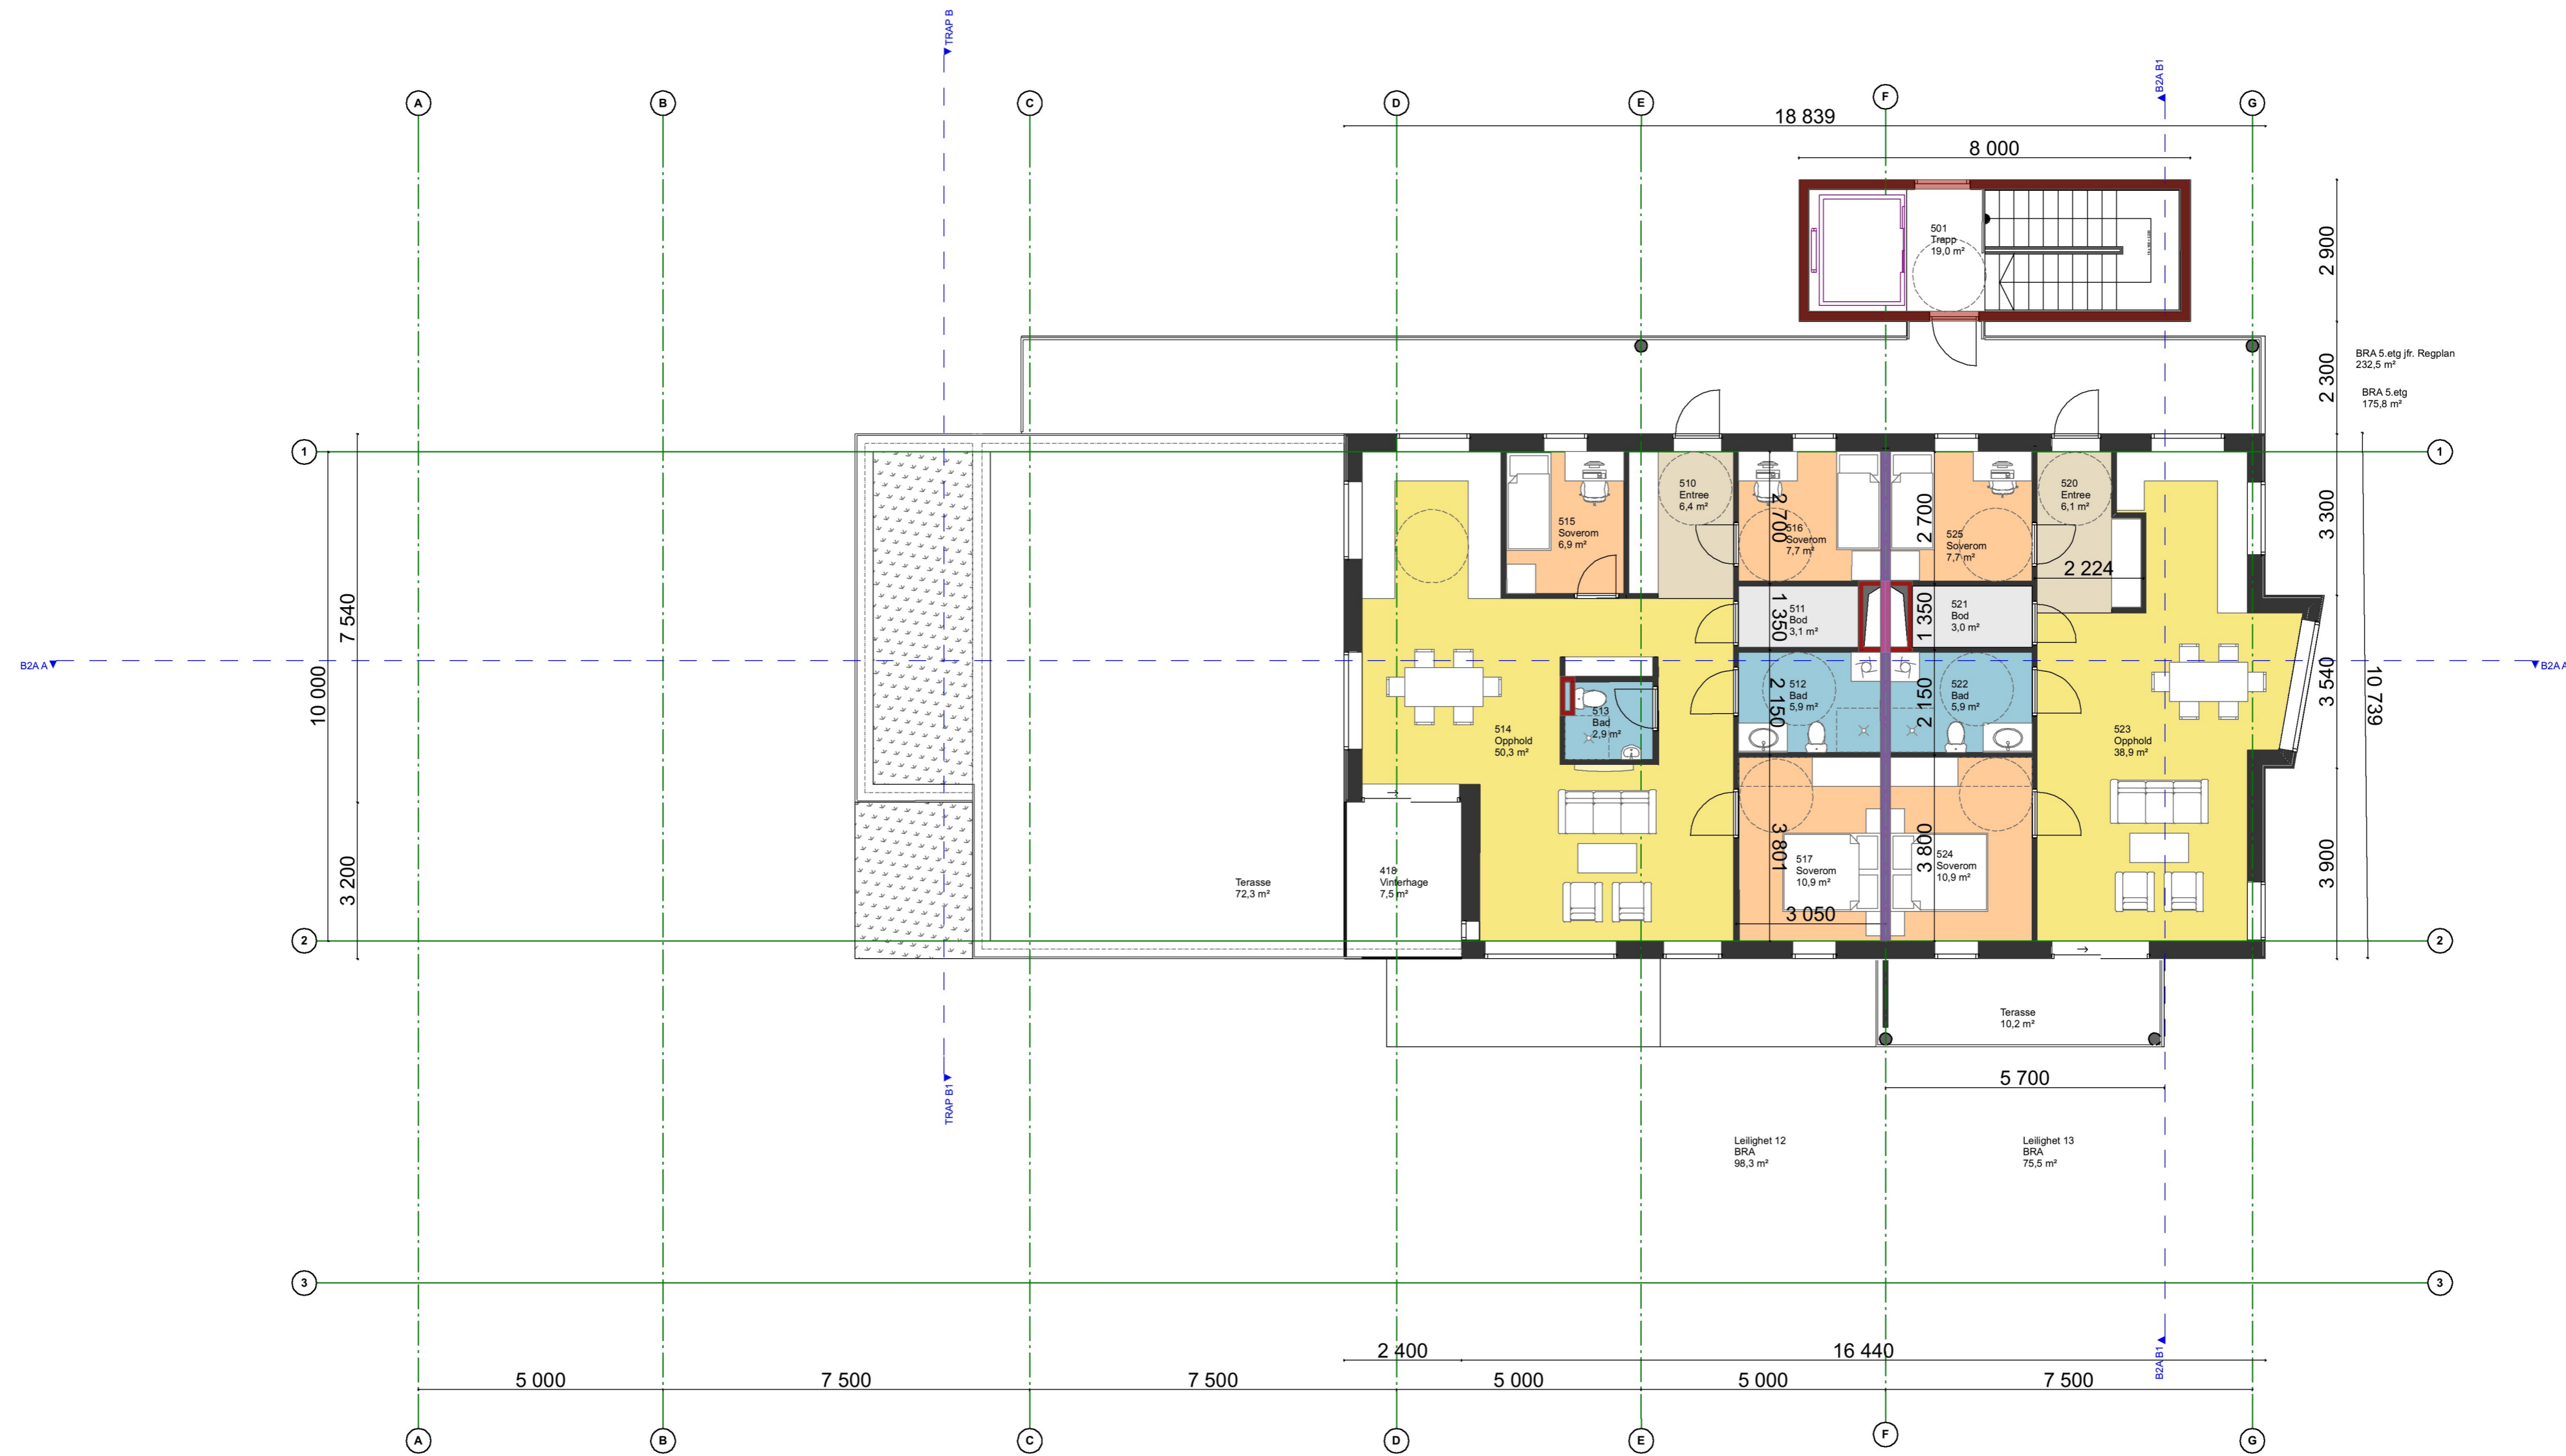 TRAP B
B2A B1
A
B
C
D
E
F
G
18 839
8 000
501
Trapp
19,0 m²
2 900
2 300
BRA 5.etg jfr. Regplan
232,5 m²
BRA 5.etg
175,8 m²
1
1
510
Entree
6,4 m²
520
Entree
6,1 m²
515
Soverom
6,9 m²
516
Soverom
7,7 m²
525
Soverom
7,7 m²
2 700
2 700
3 300
2 224
7 540
10 000
511
Bod
3,1 m²
521
Bod
3,0 m²
1 350
1 350
B2A A
B2A A
512
Bad
5,9 m²
522
Bad
5,9 m²
2 150
2 150
3 540
10 739
513
Bad
2,9 m²
514
Opphold
50,3 m²
523
Opphold
38,9 m²
3 200
Terasse
72,3 m²
418
Vinterhage
7,5 m²
517
Soverom
10,9 m²
524
Soverom
10,9 m²
3 801
3 800
3 900
3 050
2
2
Terasse
10,2 m²
5 700
TRAP B1
Leilighet 12
BRA
98,3 m²
Leilighet 13
BRA
75,5 m²
3
3
B2A B1
2 400
16 440
5 000
7 500
7 500
5 000
5 000
7 500
A
B
C
D
E
F
G